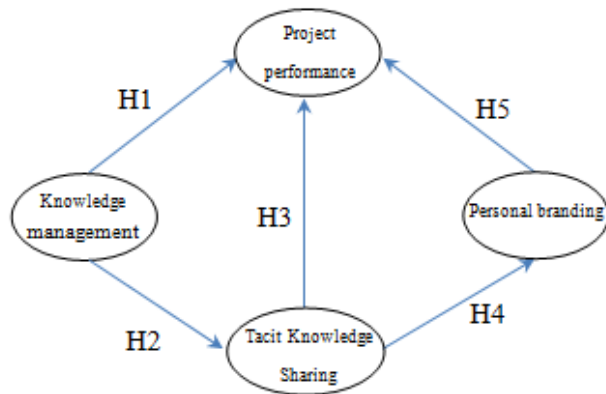 Project
performance
H1
H5
Knowledge
management
H3
Personal branding
H2
H4
Tacit Knowledge
Sharing